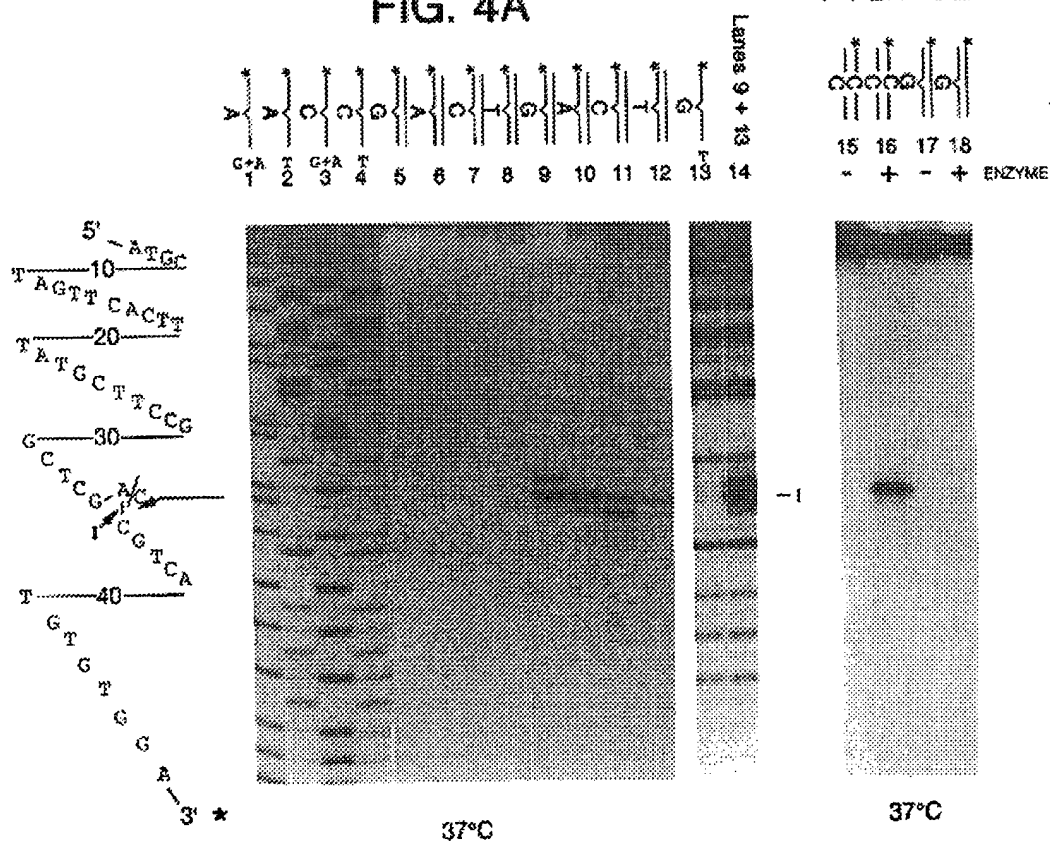 FIG. 4A
* * * * * * * * * * * * *
A A C C G A C T G A C T G
G+A T G+A T T
1 2 3 4 5 6 7 8 9 10 11 12 13 14
Lanes 9 + 13
* * * *
C C C C G G
15 16 17 18
- + - + ENZYME
5'
ATGC
10
T A G T T C A C T T
20
T A T G C T T C C G
30
G C T C G A C
I
C G T C A
40
T G T G T G G A
3' *
-1
37°C
37°C